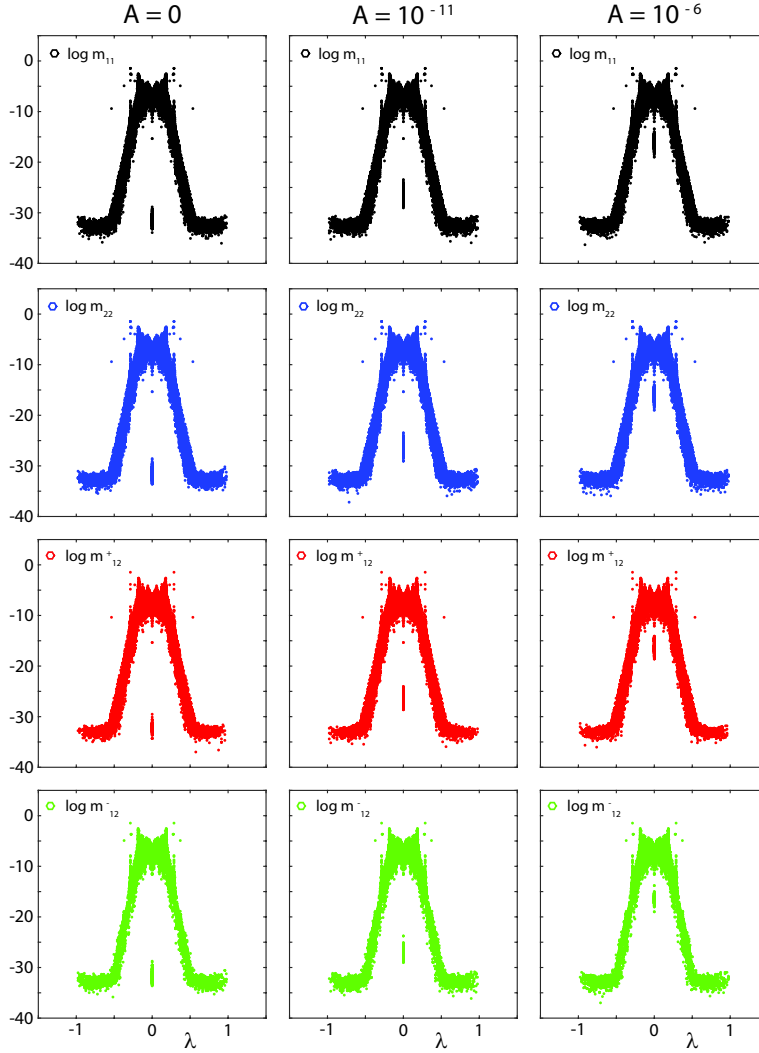 A = 0 A = 10⁻¹¹ A = 10⁻⁶
0 log m₁₁ log m₁₁ log m₁₁
-10
-20
-30
-40
0 log m₂₂ log m₂₂ log m₂₂
-10
-20
-30
-40
0 log m⁺₁₂ log m⁺₁₂ log m⁺₁₂
-10
-20
-30
-40
0 log m⁻₁₂ log m⁻₁₂ log m⁻₁₂
-10
-20
-30
-40
-1 0 1 -1 0 1 -1 0 1
λ λ λ